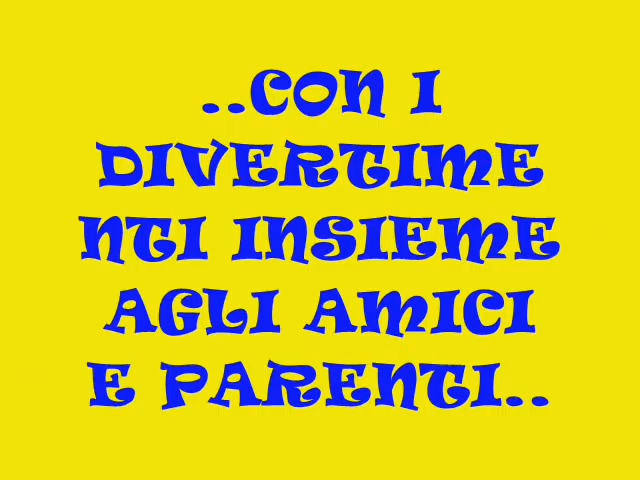 ..CON I
DIVERTIME
NTI INSIEME
AGLI AMICI
E PARENTI..